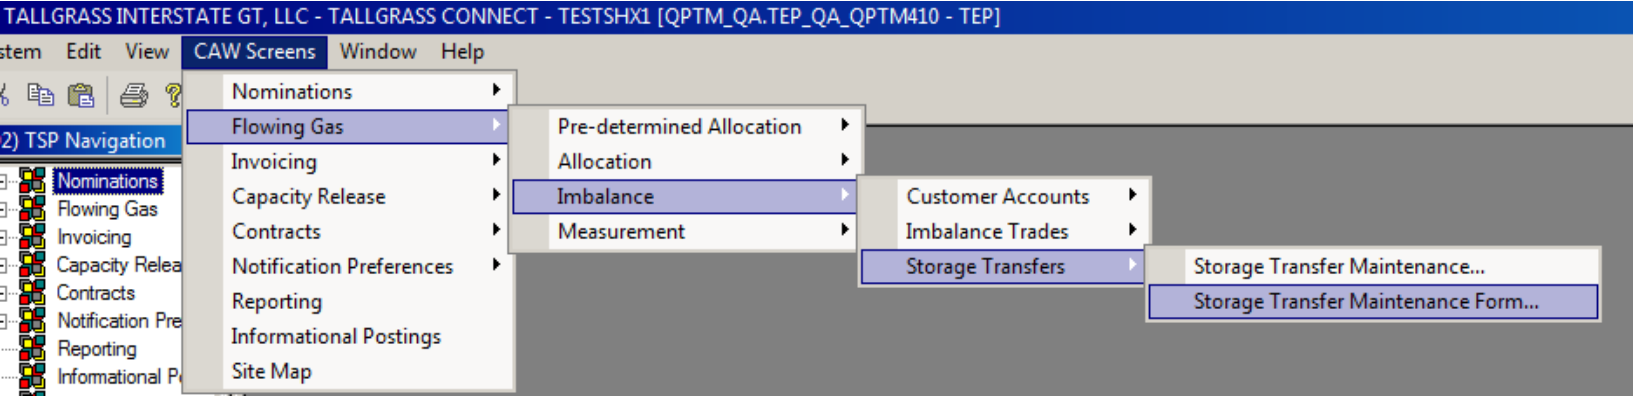 TALLGRASS INTERSTATE GT, LLC - TALLGRASS CONNECT - TESTSHX1 [QPTM_QA.TEP_QA_QPTM410 - TEP]
stem Edit View CAW Screens Window Help
2) TSP Navigation
Nominations
Flowing Gas
Invoicing
Capacity Relea
Contracts
Notification Pre
Reporting
Informational P
Nominations
Flowing Gas
Invoicing
Capacity Release
Contracts
Notification Preferences
Reporting
Informational Postings
Site Map
Pre-determined Allocation
Allocation
Imbalance
Measurement
Customer Accounts
Imbalance Trades
Storage Transfers
Storage Transfer Maintenance...
Storage Transfer Maintenance Form...